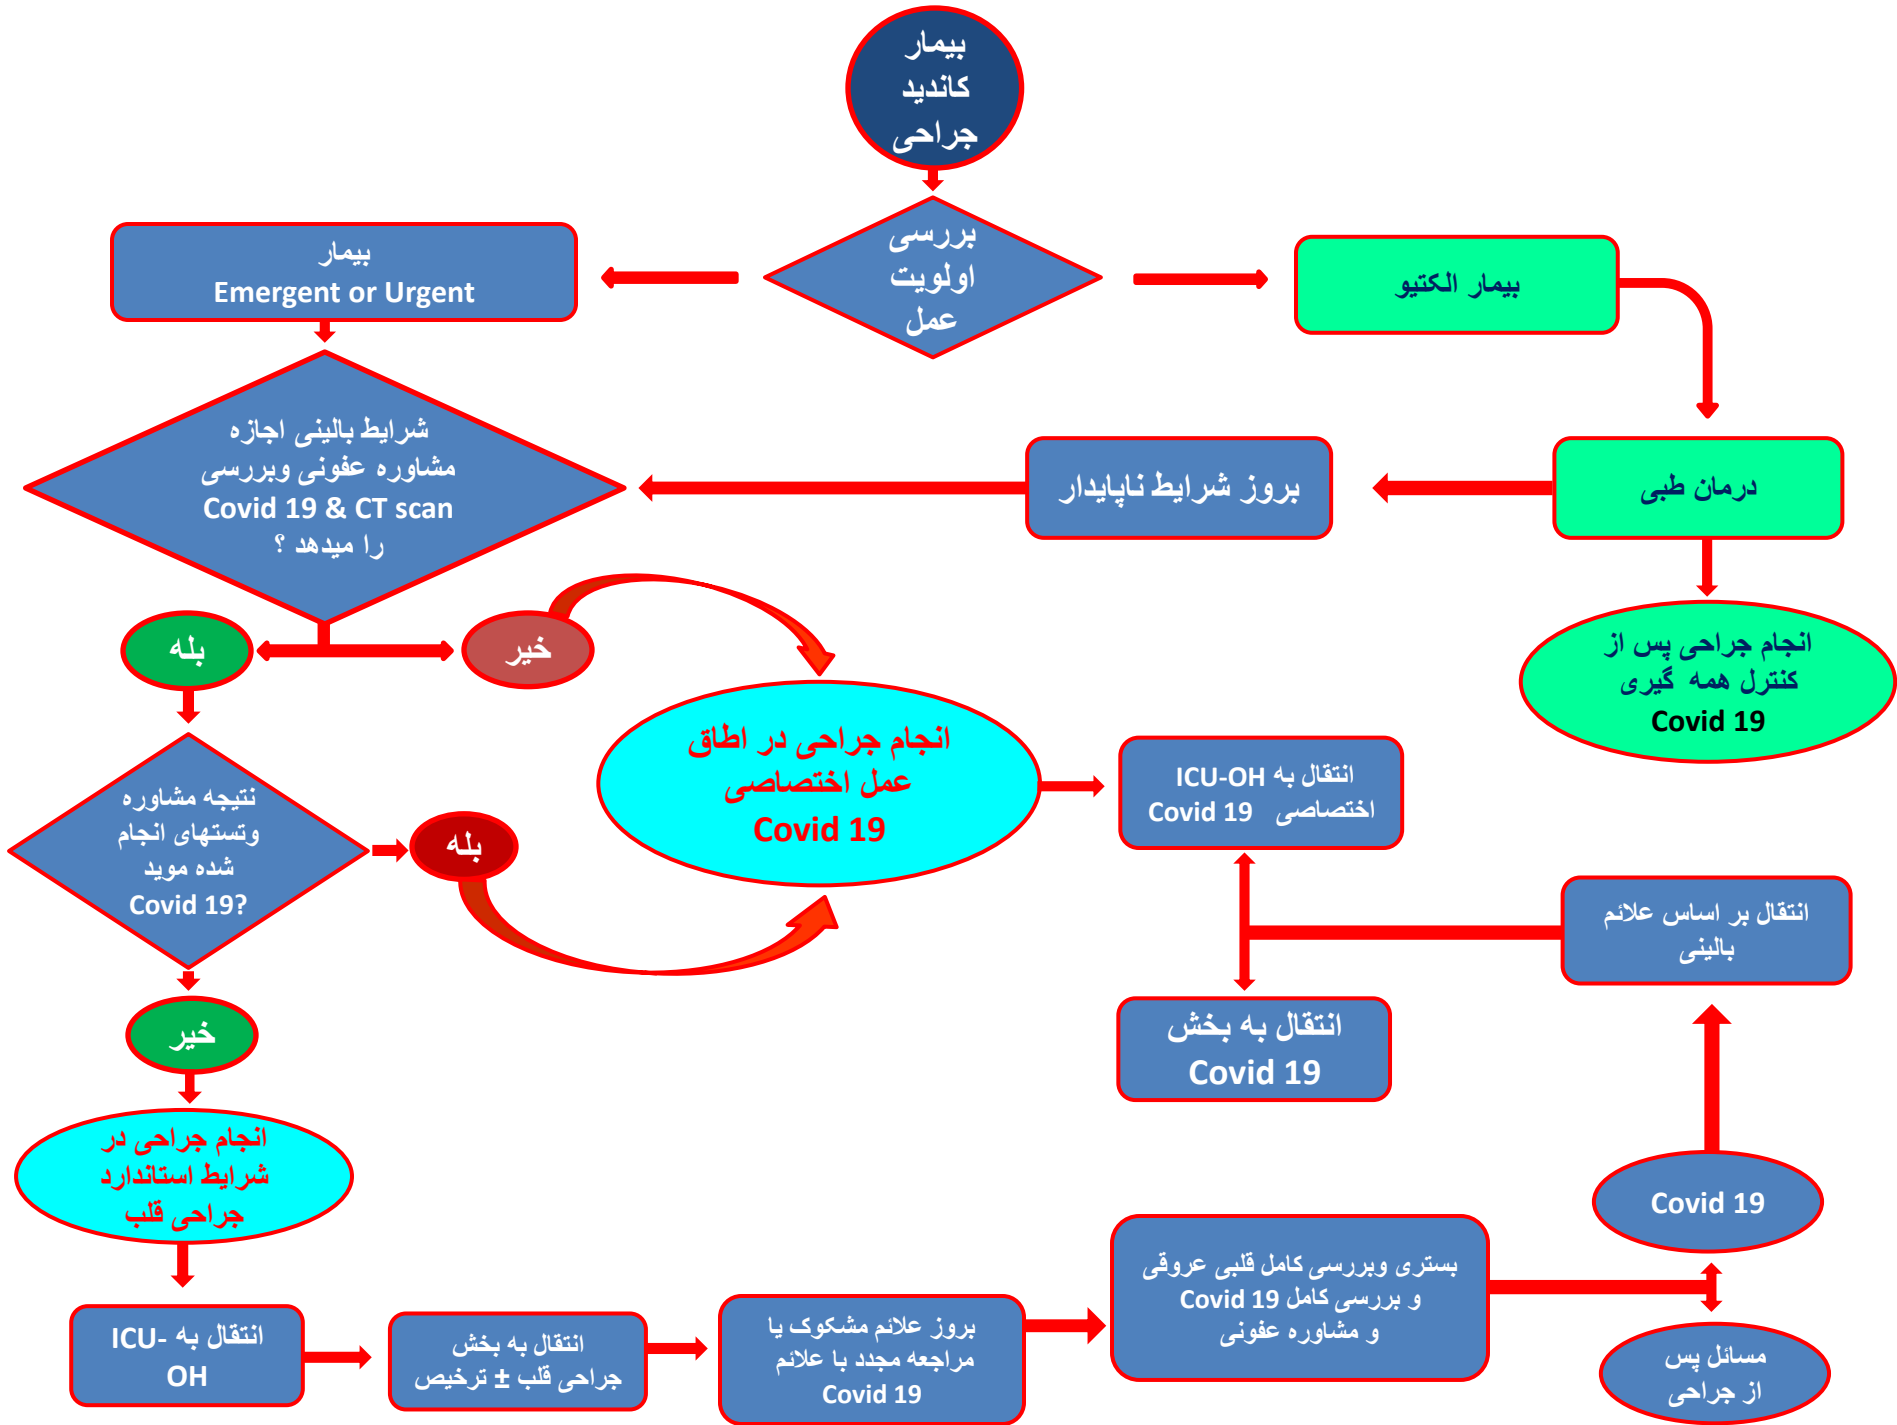 بیمار
کاندید
جراحی
بررسی
اولویت
عمل
بیمار
Emergent or Urgent
بیمار الکتیو
شرایط بالینی اجازه
مشاوره عفونی وبررسی
Covid 19 & CT scan
را میدهد ؟
بروز شرایط ناپایدار
درمان طبی
بله
خیر
انجام جراحی پس از
کنترل همه گیری
Covid 19
انجام جراحی در اطاق
عمل اختصاصی
Covid 19
انتقال به ICU-OH
اختصاصی Covid 19
نتیجه مشاوره
وتستهای انجام
شده موید
Covid 19?
بله
انتقال بر اساس علائم
بالینی
انتقال به بخش
Covid 19
خیر
انجام جراحی در
شرایط استاندارد
جراحی قلب
Covid 19
انتقال به ICU-
OH
انتقال به بخش
جراحی قلب ± ترخیص
بروز علائم مشکوک یا
مراجعه مجدد با علائم
Covid 19
بستری وبررسی کامل قلبی عروقی
و بررسی کامل Covid 19
و مشاوره عفونی
مسائل پس
از جراحی